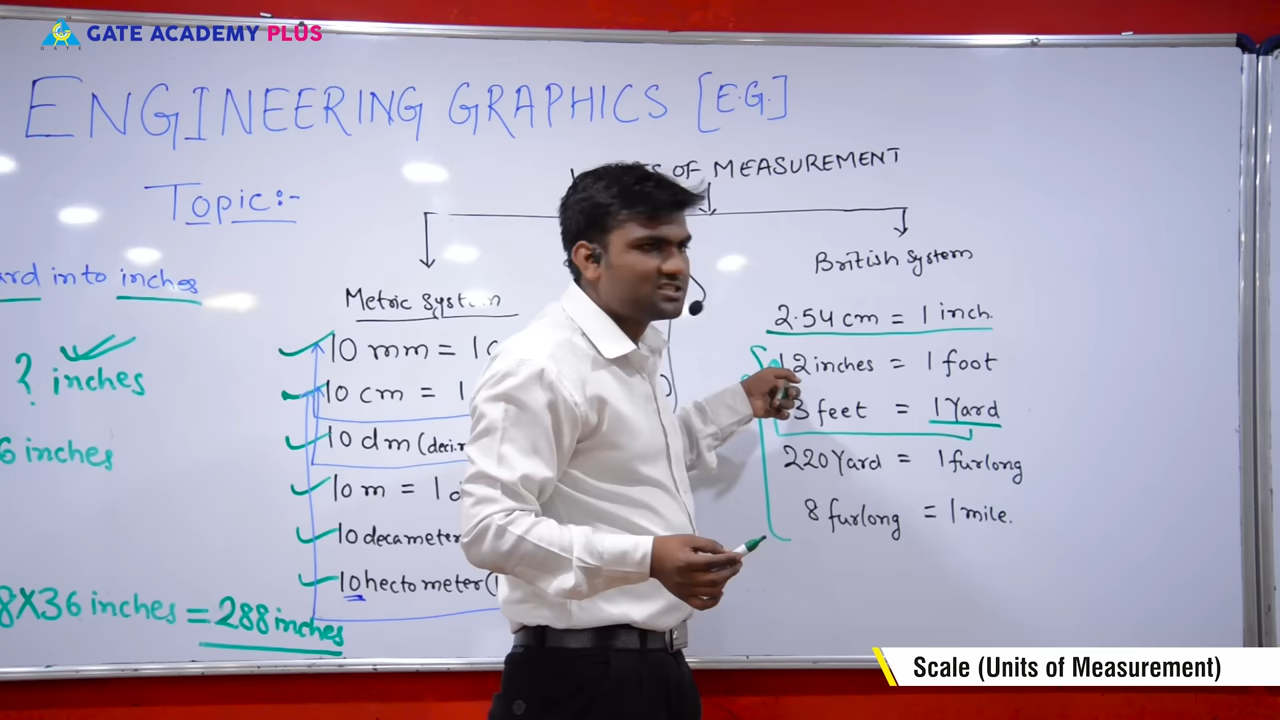 GATE ACADEMY PLUS
GATE
ENGINEERING GRAPHICS [E.G.]
OF MEASUREMENT
Topic:-
British System
into inches
Metric System
2.54 cm = 1 inch.
? inches
10 mm = 1
12 inches = 1 foot
10 cm = 1
3 feet = 1 Yard
6 inches
10 dm (deci
220 Yard = 1 furlong
10 m = 1 d
8 furlong = 1 mile.
10 decameter
10 hectometer (
8X36 inches = 288 inches
Scale (Units of Measurement)